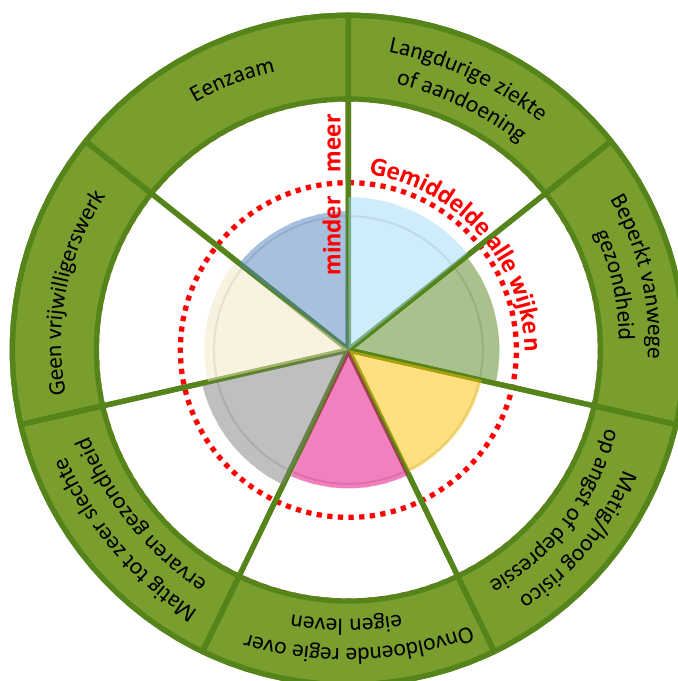 Eenzaam
Langdurige ziekte
of aandoening
Beperkt vanwege
gezondheid
Matig/hoog risico
op angst of depressie
Onvoldoende regie over
eigen leven
Matig tot zeer slechte
ervaren gezondheid
Geen vrijwilligerswerk
meer
minder
Gemiddelde alle wijken